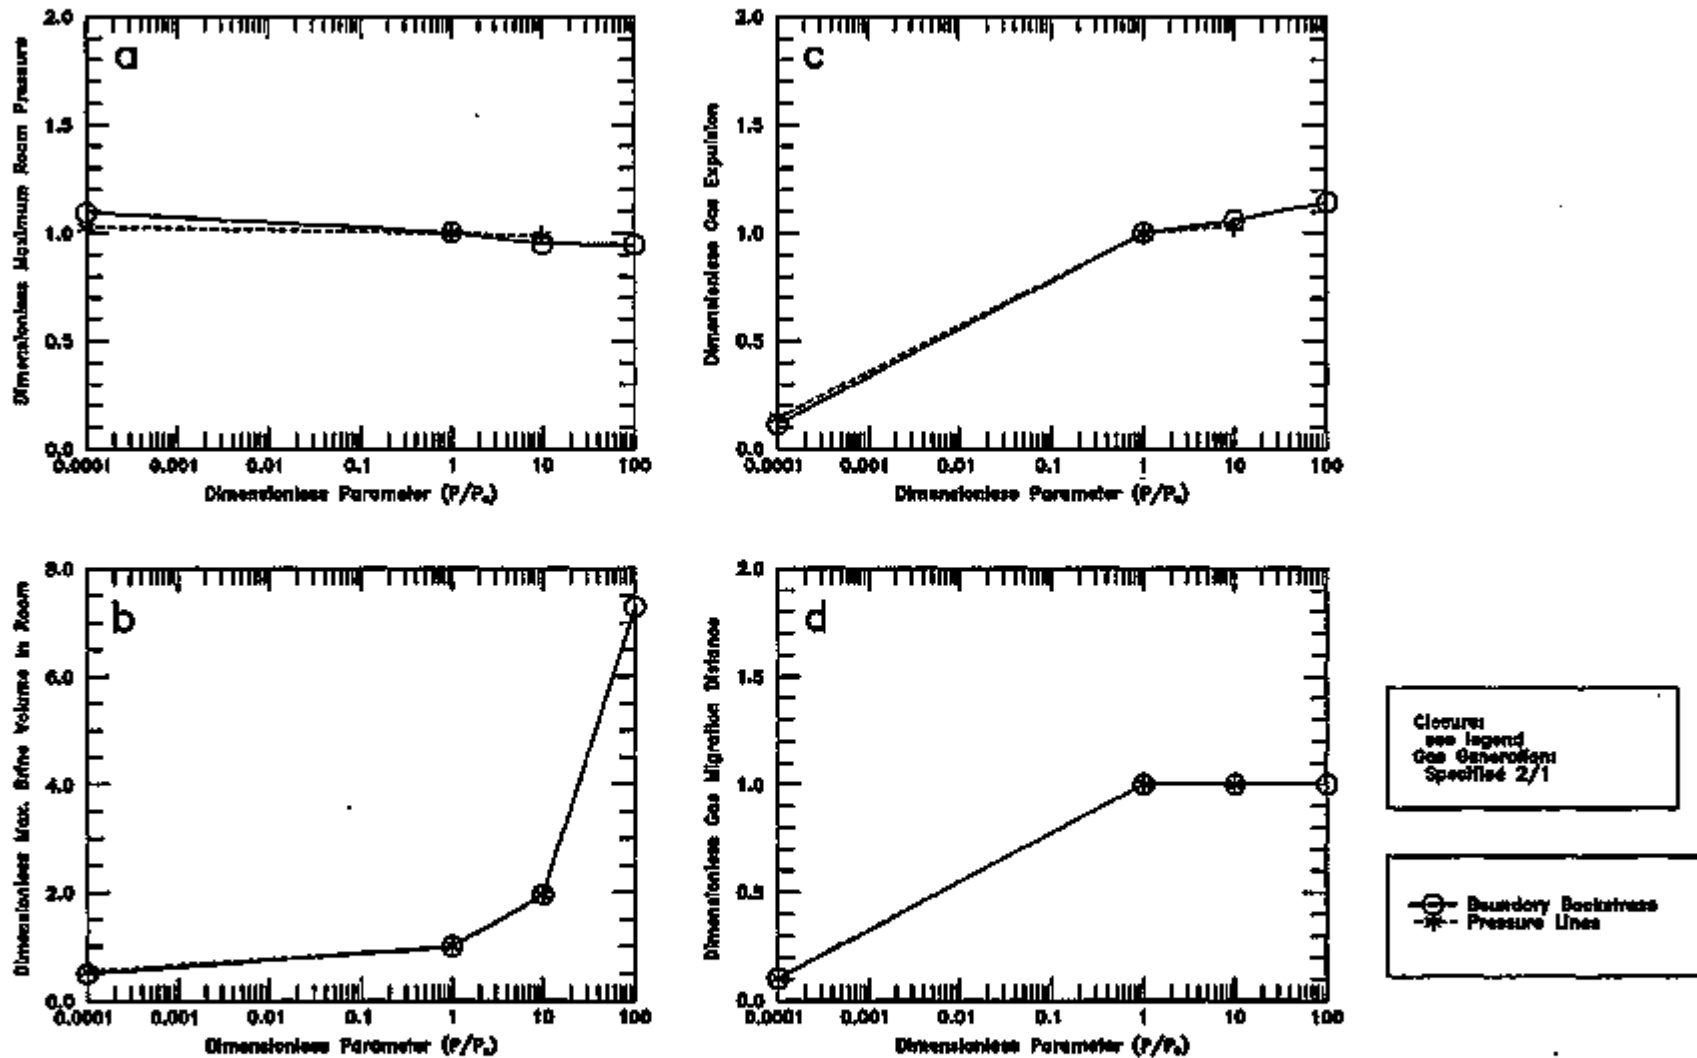 a
Dimensionless Maximum Room Pressure
2.0
1.5
1.0
0.5
0.0
0.0001 0.001 0.01 0.1 1 10 100
Dimensionless Parameter (P/Pₒ)
c
Dimensionless Gas Expulsion
2.0
1.5
1.0
0.5
0.0
0.0001 0.001 0.01 0.1 1 10 100
Dimensionless Parameter (P/Pₒ)
b
Dimensionless Max. Brine Volume in Room
8.0
6.0
4.0
2.0
0.0
0.0001 0.001 0.01 0.1 1 10 100
Dimensionless Parameter (P/Pₒ)
d
Dimensionless Gas Migration Distance
2.0
1.5
1.0
0.5
0.0
0.0001 0.001 0.01 0.1 1 10 100
Dimensionless Parameter (P/Pₒ)
Closure:
see legend
Gas Generation:
Specified 2/1
Boundary Backstress
Pressure Lines